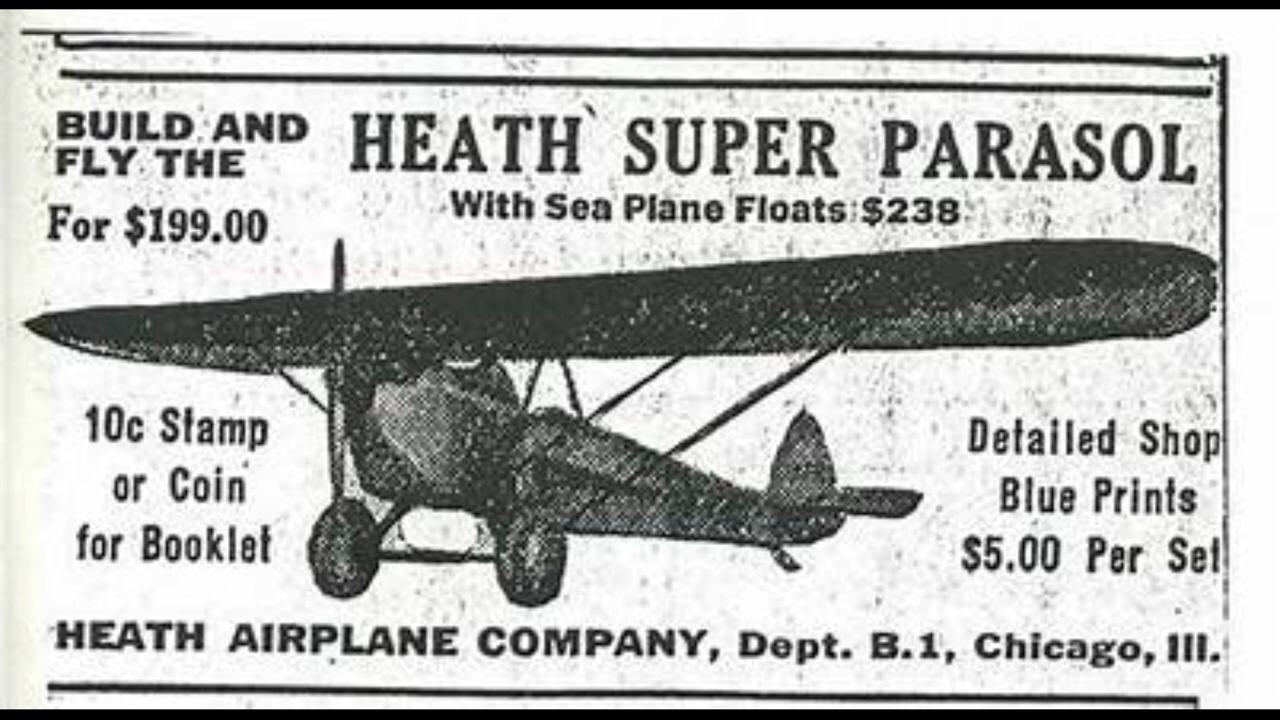 BUILD AND
FLY THE
For $199.00
HEATH SUPER PARASOL
With Sea Plane Floats $238
10c Stamp
or Coin
for Booklet
Detailed Shop
Blue Prints
$5.00 Per Set
HEATH AIRPLANE COMPANY, Dept. B.1, Chicago, Ill.